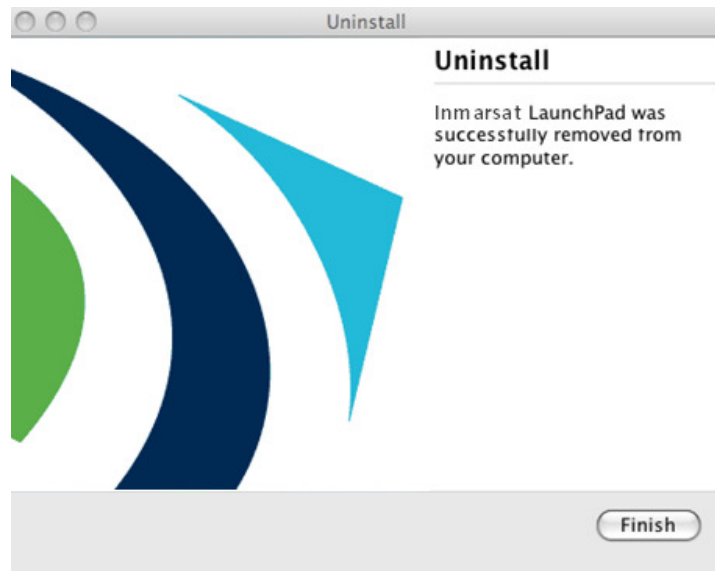 Uninstall
Uninstall
Inmarsat LaunchPad was
successfully removed from
your computer.
Finish